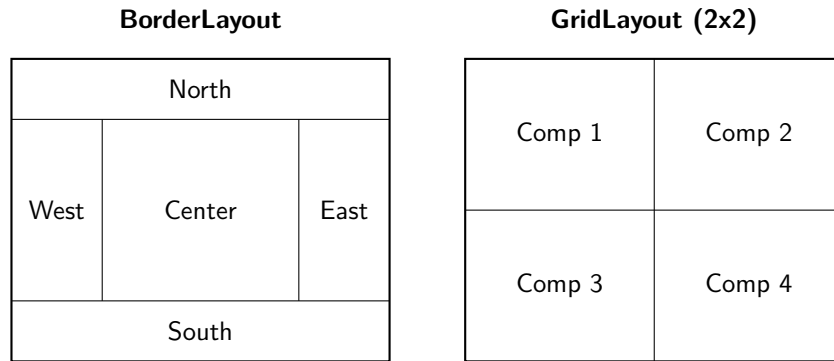 BorderLayout
North
West Center East
South
GridLayout (2x2)
Comp 1 Comp 2
Comp 3 Comp 4